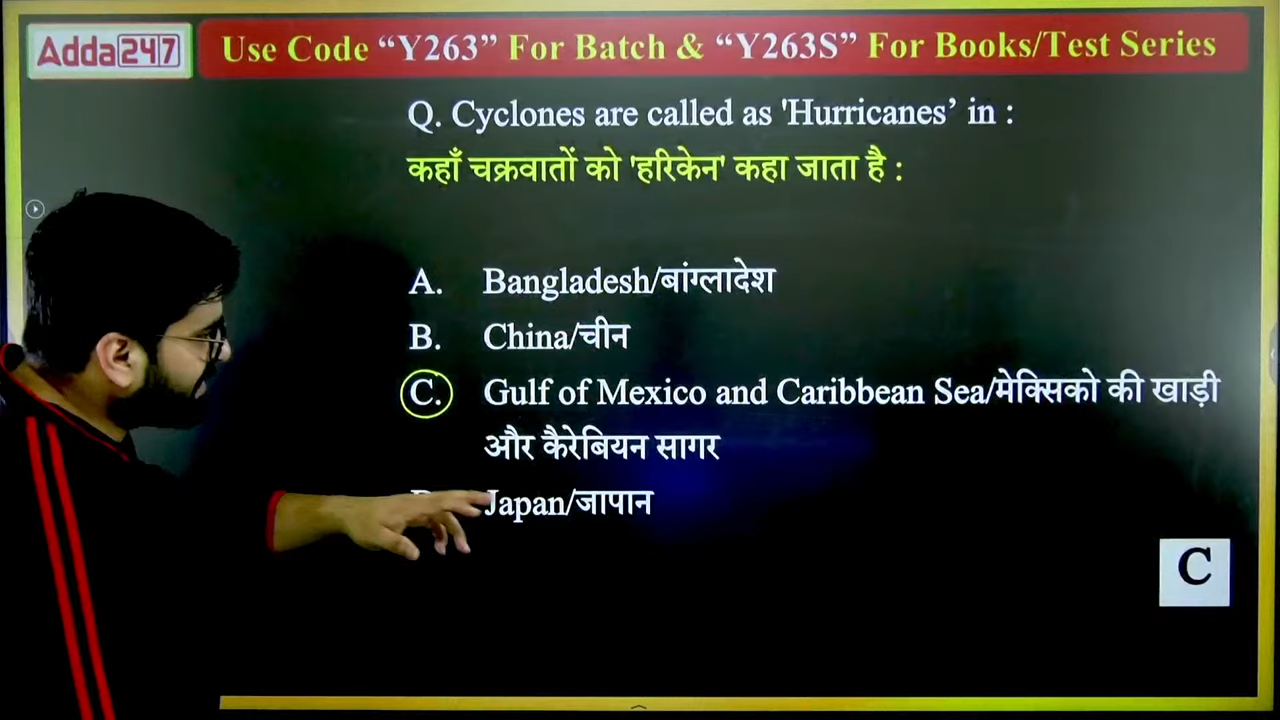 Adda247
Use Code “Y263” For Batch & “Y263S” For Books/Test Series
Q. Cyclones are called as 'Hurricanes’ in :
कहाँ चक्रवातों को 'हरिकेन' कहा जाता है :
A. Bangladesh/बांग्लादेश
B. China/चीन
C. Gulf of Mexico and Caribbean Sea/मेक्सिको की खाड़ी
और कैरेबियन सागर
Japan/जापान
C